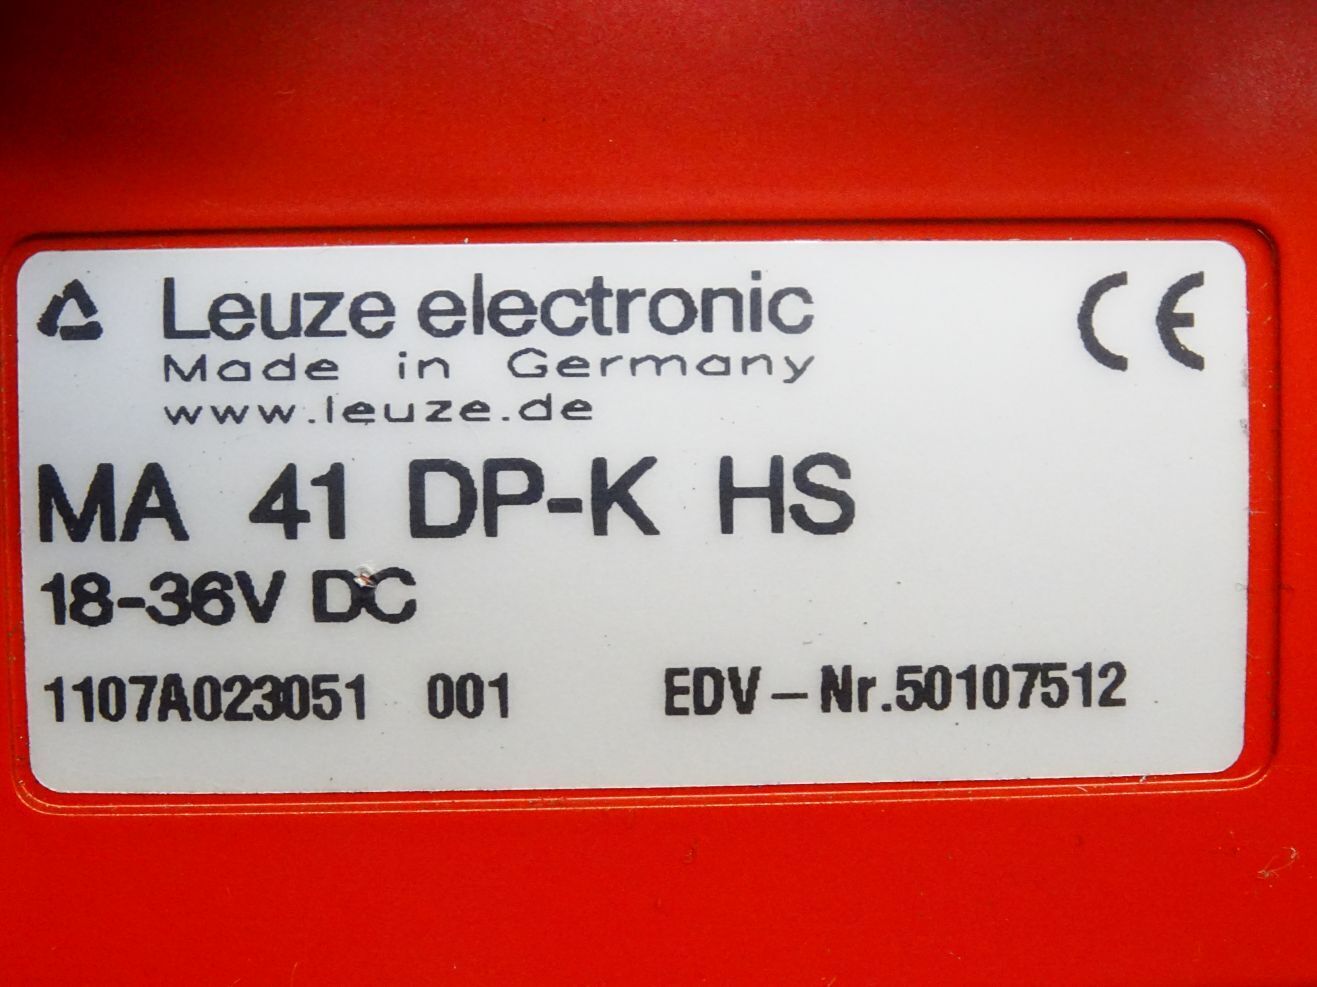 Leuze electronic CE
Made in Germany
www.leuze.de
MA 41 DP-K HS
18-36V DC
1107A023051 001 EDV-Nr.50107512